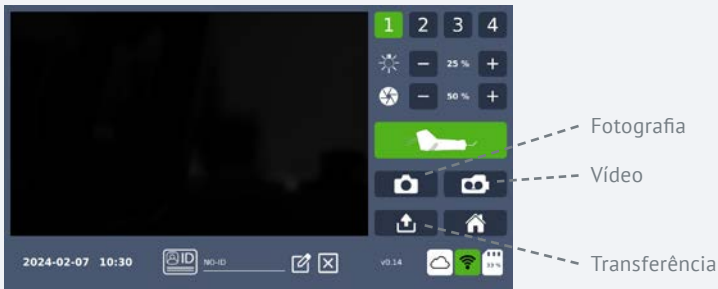 1 2 3 4
25 %
50 %
Fotografia
Vídeo
2024-02-07 10:30
ID
NO-ID
v0.14
33 %
Transferência